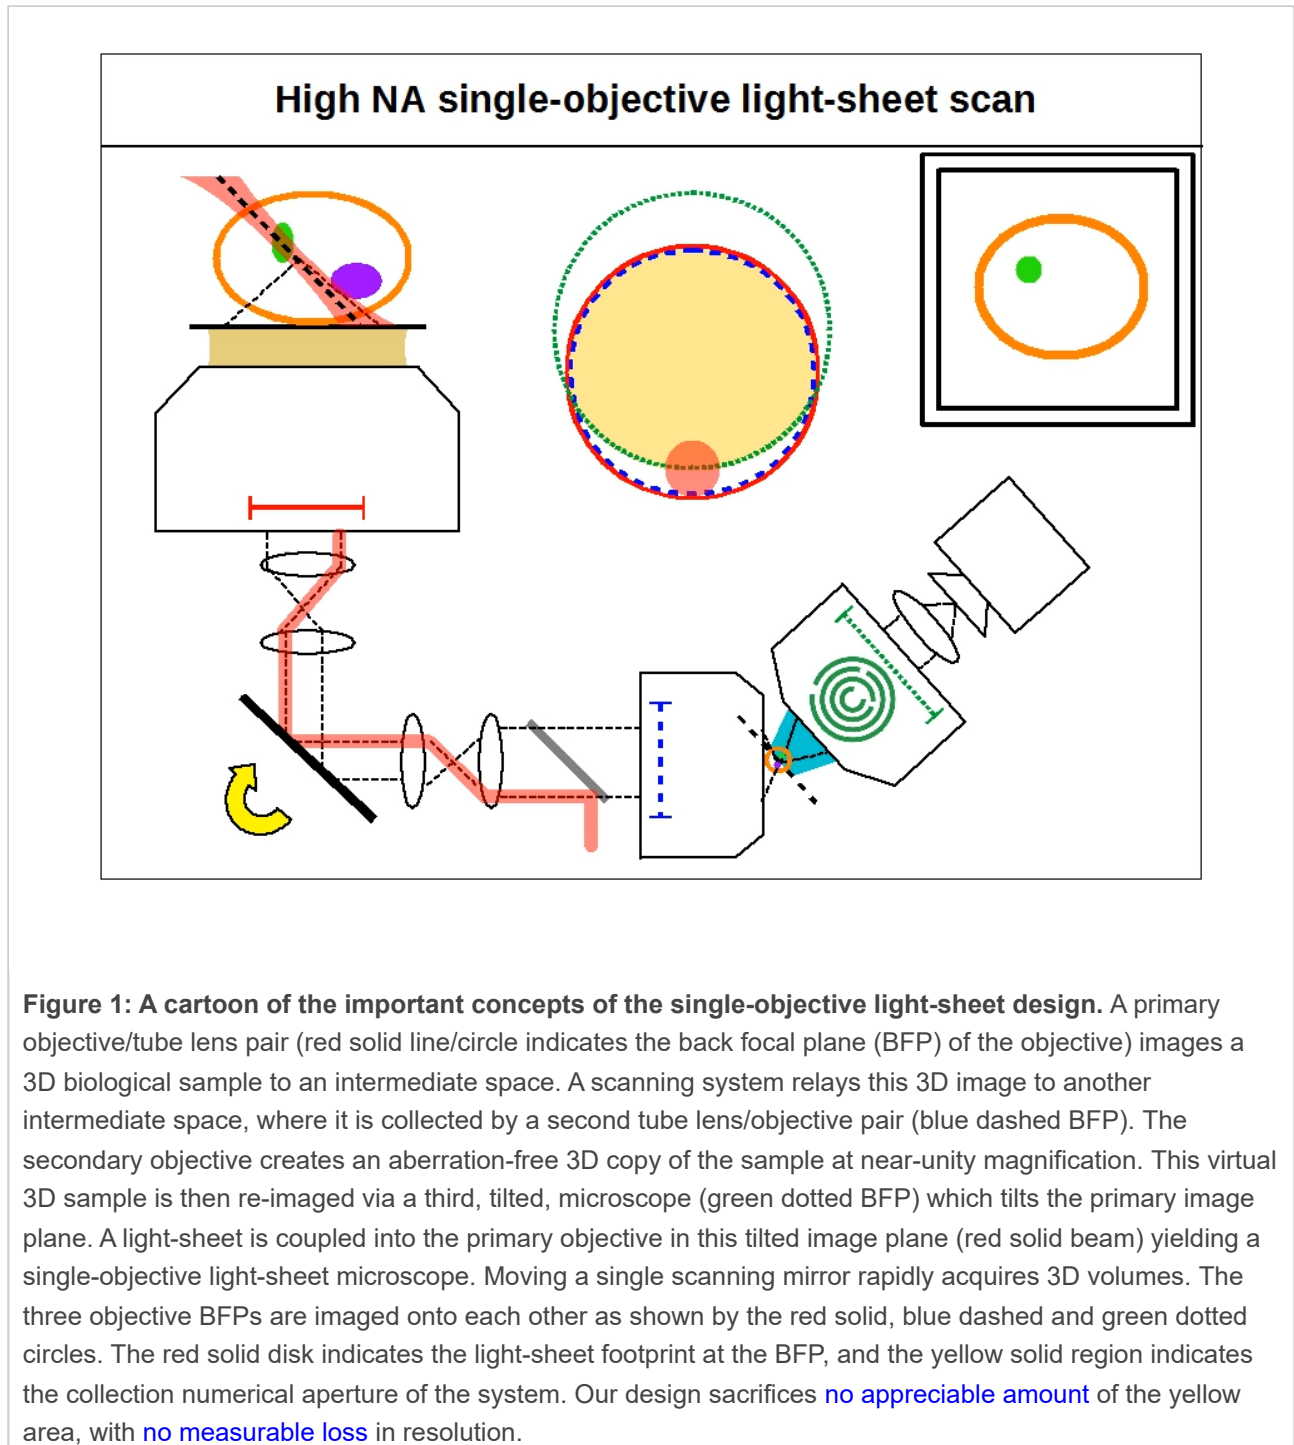 High NA single-objective light-sheet scan
Figure 1: A cartoon of the important concepts of the single-objective light-sheet design. A primary
objective/tube lens pair (red solid line/circle indicates the back focal plane (BFP) of the objective) images a
3D biological sample to an intermediate space. A scanning system relays this 3D image to another
intermediate space, where it is collected by a second tube lens/objective pair (blue dashed BFP). The
secondary objective creates an aberration-free 3D copy of the sample at near-unity magnification. This virtual
3D sample is then re-imaged via a third, tilted, microscope (green dotted BFP) which tilts the primary image
plane. A light-sheet is coupled into the primary objective in this tilted image plane (red solid beam) yielding a
single-objective light-sheet microscope. Moving a single scanning mirror rapidly acquires 3D volumes. The
three objective BFPs are imaged onto each other as shown by the red solid, blue dashed and green dotted
circles. The red solid disk indicates the light-sheet footprint at the BFP, and the yellow solid region indicates
the collection numerical aperture of the system. Our design sacrifices no appreciable amount of the yellow
area, with no measurable loss in resolution.